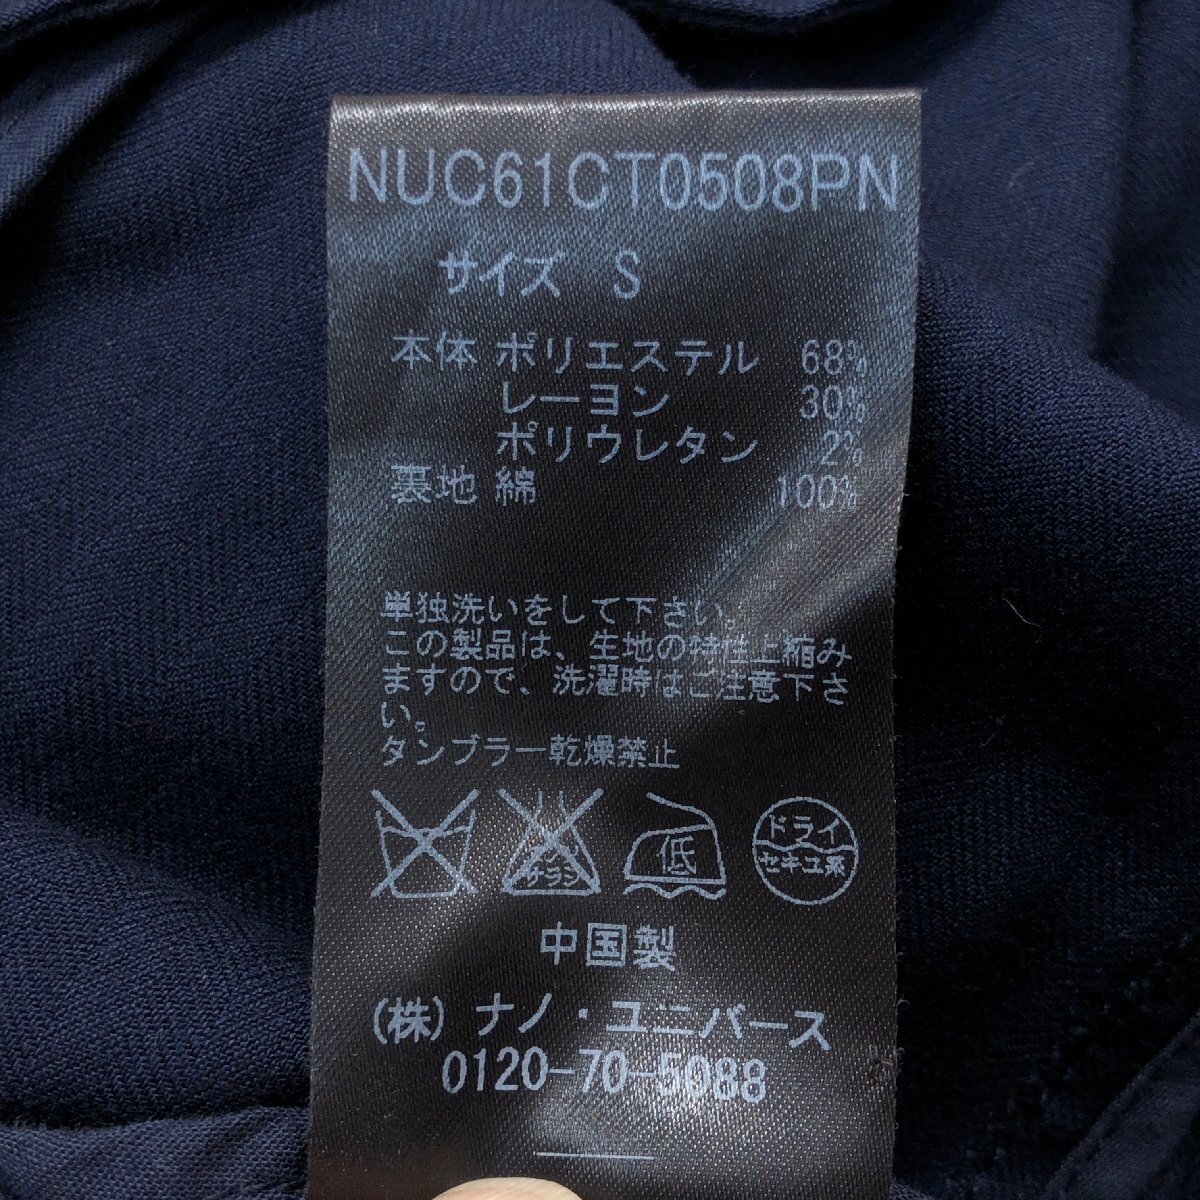 NUC61CT0508PN
サイズ S
本体 ポリエステル 68%
レーヨン 30%
ポリウレタン 2%
裏地 綿 100%
単独洗いをして下さい。
この製品は、生地の特性上縮み
ますので、洗濯時はご注意下さ
い。
タンブラー乾燥禁止
サラシ
低
ドライ
セキユ系
中国製
(株) ナノ・ユニバース
0120-70-5088